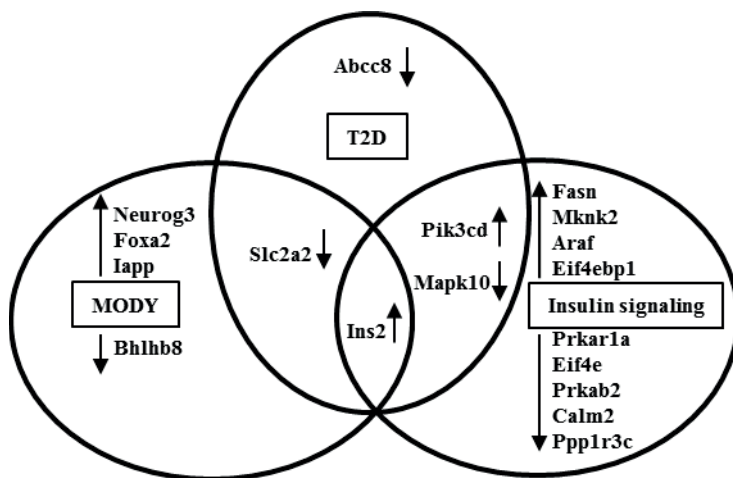 Abcc8
T2D
Neurog3
Foxa2
Iapp
MODY
Bhlhb8
Slc2a2
Pik3cd
Mapk10
Ins2
Fasn
Mknk2
Araf
Eif4ebp1
Insulin signaling
Prkar1a
Eif4e
Prkab2
Calm2
Ppp1r3c